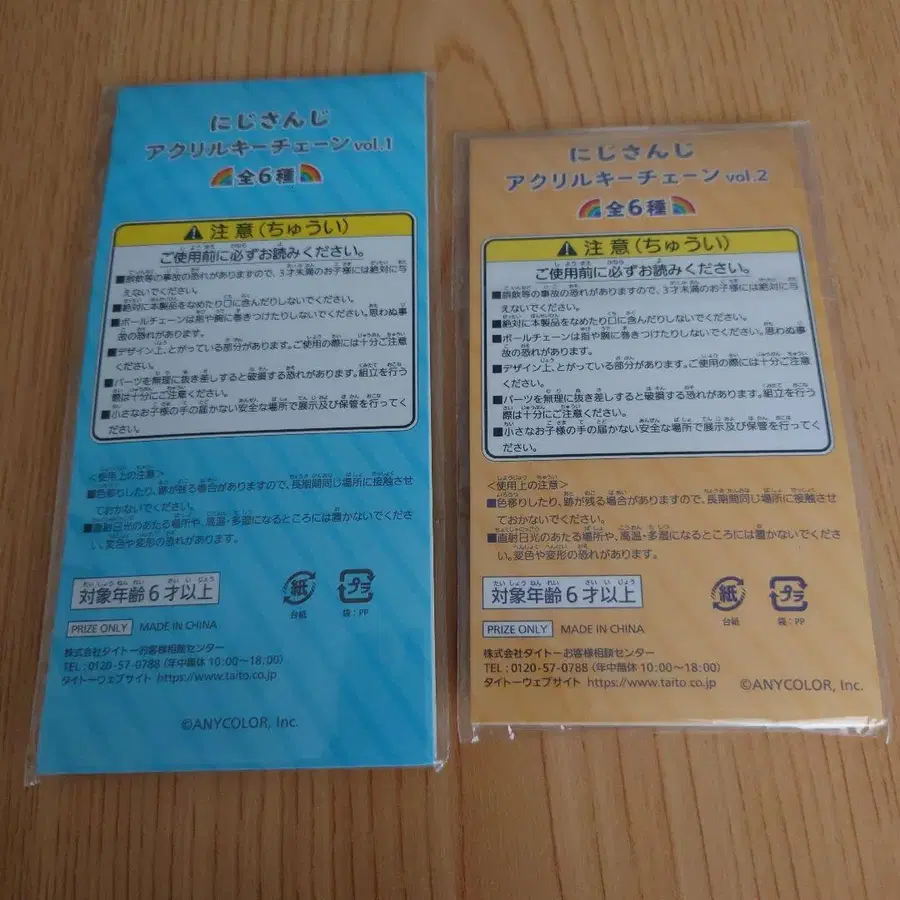 にじさんじ
アクリルキーチェーン vol.1
全6種
注意(ちゅうい)
ご使用前に必ずお読みください。
■誤飲等の事故の恐れがありますので、3才未満のお子様には絶対に与
えないでください。
■絶対に本製品をなめたり口に含んだりしないでください。
■ボールチェーンは指や腕に巻きつけたりしないでください。思わぬ事
故の恐れがあります。
■デザイン上、とがっている部分があります。ご使用の際には十分ご注意
ください。
■パーツを無理に抜き差しすると破損する恐れがあります。組立を行う
際は十分にご注意ください。
■小さなお子様の手の届かない安全な場所で展示及び保管を行ってく
ださい。
<使用上の注意>
■色移りしたり、跡が残る場合がありますので、長期間同じ場所に接触させ
ておかないでください。
■直射日光のあたる場所や、高温・多湿になるところには置かないでくださ
い。変色や変形の恐れがあります。
対象年齢6才以上
紙
台紙
プラ
袋:PP
PRIZE ONLY MADE IN CHINA
株式会社タイトーお客様相談センター
TEL:0120-57-0788(年中無休10:00~18:00)
タイトーウェブサイト https://www.taito.co.jp
©ANYCOLOR, Inc.
にじさんじ
アクリルキーチェーン vol.2
全6種
注意(ちゅうい)
ご使用前に必ずお読みください。
■誤飲等の事故の恐れがありますので、3才未満のお子様には絶対に与
えないでください。
■絶対に本製品をなめたり口に含んだりしないでください。
■ボールチェーンは指や腕に巻きつけたりしないでください。思わぬ事
故の恐れがあります。
■デザイン上、とがっている部分があります。ご使用の際には十分ご注意
ください。
■パーツを無理に抜き差しすると破損する恐れがあります。組立を行う
際は十分にご注意ください。
■小さなお子様の手の届かない安全な場所で展示及び保管を行ってく
ださい。
<使用上の注意>
■色移りしたり、跡が残る場合がありますので、長期間同じ場所に接触させ
ておかないでください。
■直射日光のあたる場所や、高温・多湿になるところには置かないでくださ
い。変色や変形の恐れがあります。
対象年齢6才以上
紙
台紙
プラ
袋:PP
PRIZE ONLY MADE IN CHINA
株式会社タイトーお客様相談センター
TEL:0120-57-0788(年中無休10:00~18:00)
タイトーウェブサイト https://www.taito.co.jp
©ANYCOLOR, Inc.